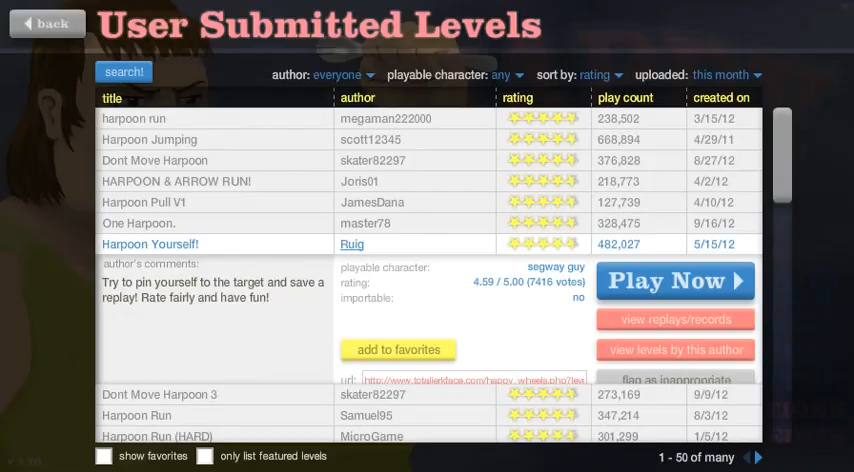 back
User Submitted Levels
search!
author: everyone playable character: any sort by: rating uploaded: this month
title author rating play count created on
harpoon run megaman222000 238,502 3/15/12
Harpoon Jumping scott12345 668,894 4/29/11
Dont Move Harpoon skater82297 376,828 8/27/12
HARPOON & ARROW RUN! Joris01 218,773 4/2/12
Harpoon Pull V1 JamesDana 127,739 4/10/12
One Harpoon. master78 328,475 9/16/12
Harpoon Yourself! Ruig 482,027 5/15/12
author's comments:
Try to pin yourself to the target and save a
replay! Rate fairly and have fun!
playable character: segway guy
rating: 4.59 / 5.00 (7416 votes)
importable: no
Play Now
view replays/records
add to favorites
view levels by this author
url: http://www.totaljerkface.com/happy_wheels.php?leve
flag as inappropriate
Dont Move Harpoon 3 skater82297 273,169 9/9/12
Harpoon Run Samuel95 347,214 8/3/12
Harpoon Run (HARD) MicroGame 301,299 1/5/12
show favorites only list featured levels 1 - 50 of many